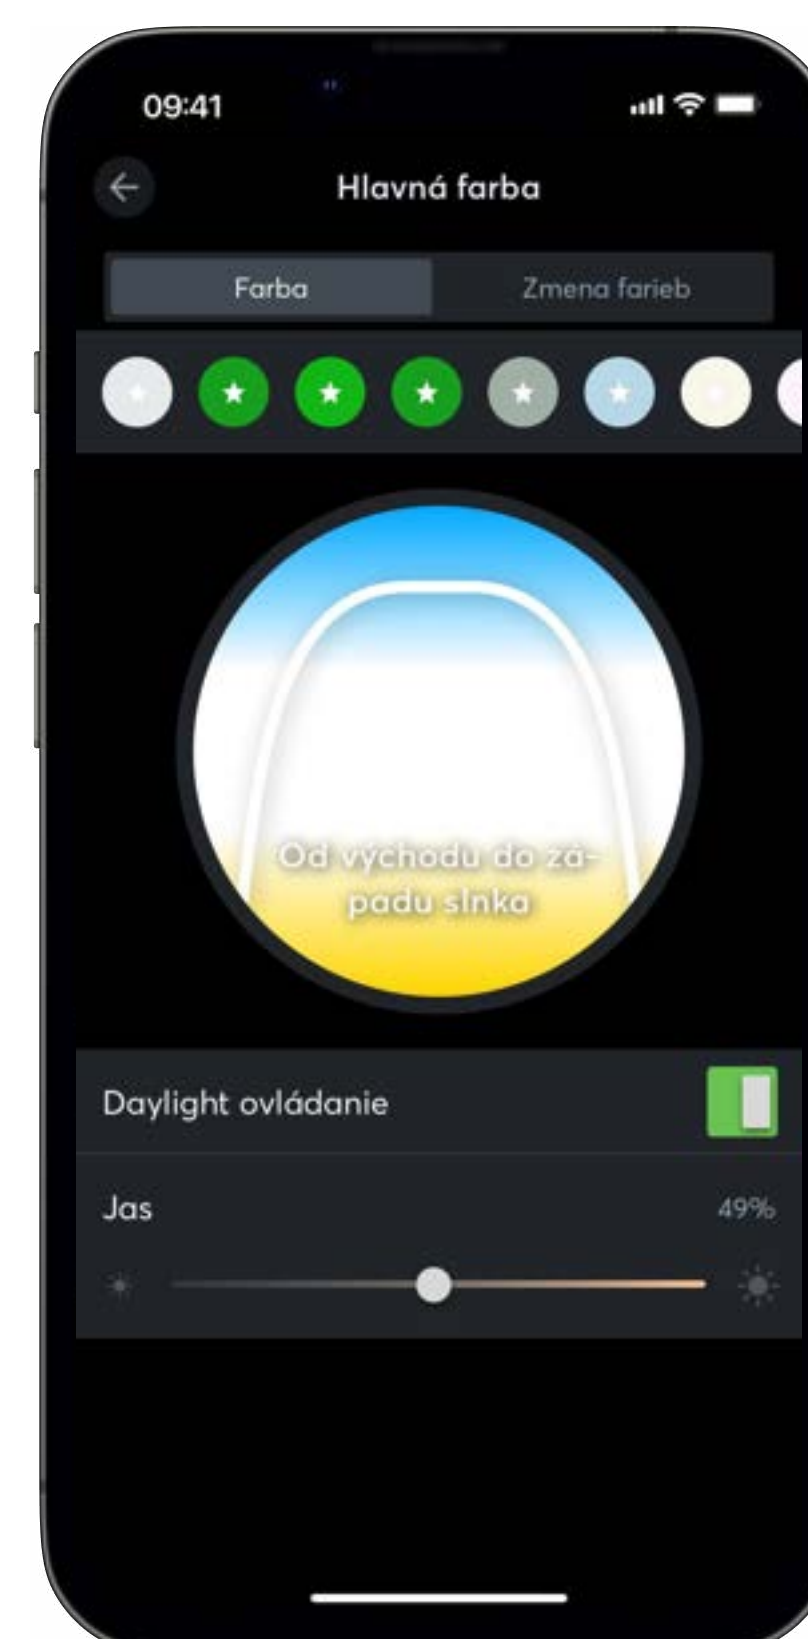 09:41
Hlavná farba
Farba
Zmena farieb
Od východu do zá-
padu slnka
Daylight ovládanie
Jas
49%